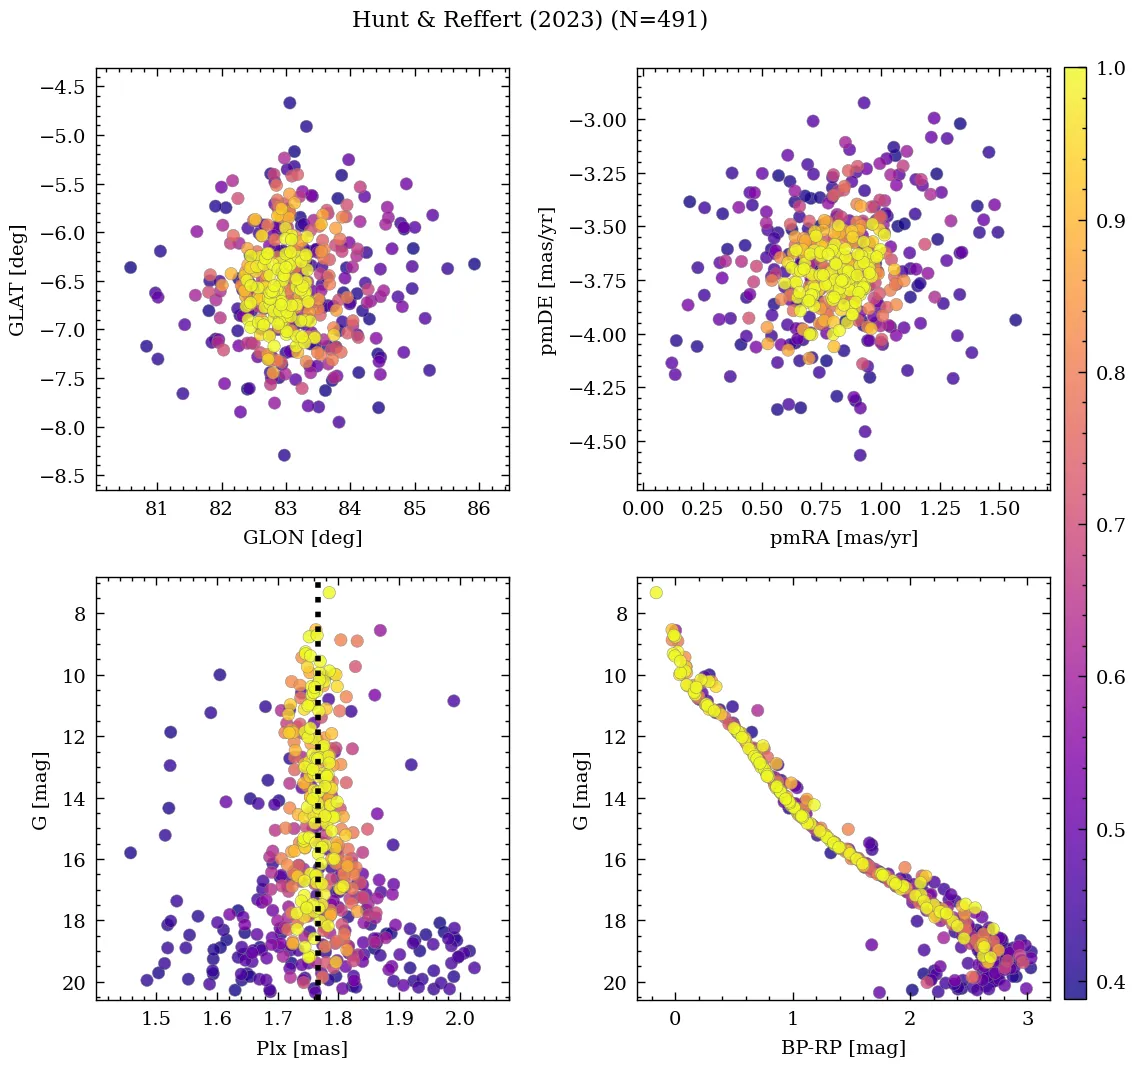 Hunt & Reffert (2023) (N=491)
−4.5
−5.0
−5.5
−6.0
−6.5
−7.0
−7.5
−8.0
−8.5
GLAT [deg]
81 82 83 84 85 86
GLON [deg]
−3.00
−3.25
−3.50
−3.75
−4.00
−4.25
−4.50
pmDE [mas/yr]
0.00 0.25 0.50 0.75 1.00 1.25 1.50
pmRA [mas/yr]
8
10
12
14
16
18
20
G [mag]
1.5 1.6 1.7 1.8 1.9 2.0
Plx [mas]
8
10
12
14
16
18
20
G [mag]
0 1 2 3
BP-RP [mag]
1.0
0.9
0.8
0.7
0.6
0.5
0.4